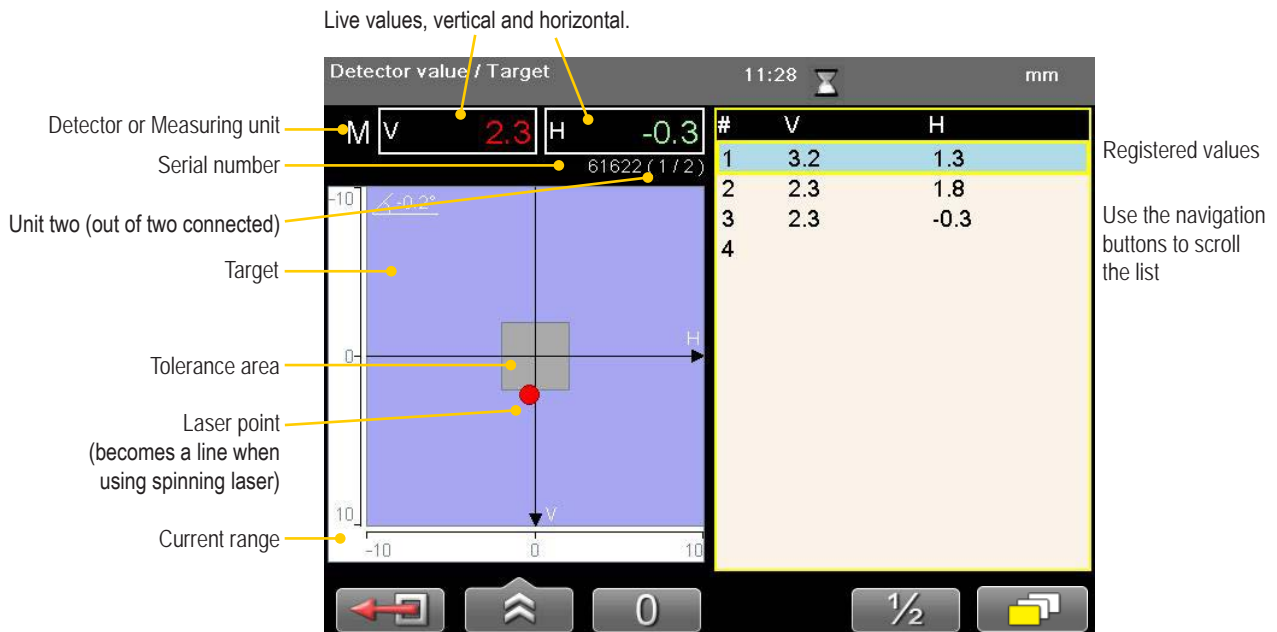 Live values, vertical and horizontal.
Detector value / Target
11:28
mm
Detector or Measuring unit
M
V
2.3
H
-0.3
Serial number
61622 ( 1 / 2 )
Unit two (out of two connected)
Target
Tolerance area
Laser point
(becomes a line when
using spinning laser)
Current range
-10
-0.2°
0
10
H
V
-10
0
10
# V H
1 3.2 1.3
2 2.3 1.8
3 2.3 -0.3
4
Registered values
Use the navigation
buttons to scroll
the list
0
½